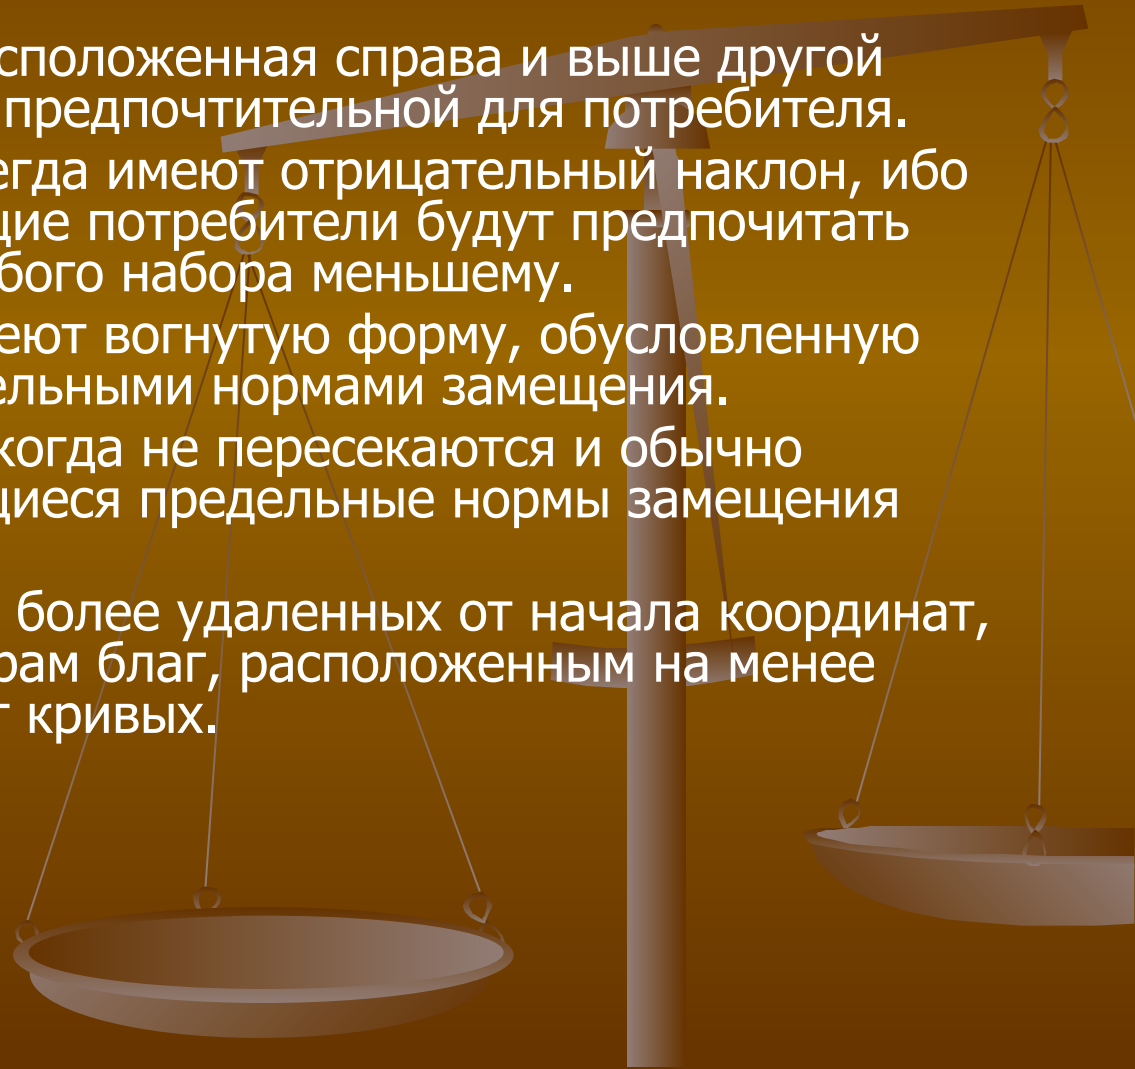 сположенная справа и выше другой
предпочтительной для потребителя.
егда имеют отрицательный наклон, ибо
щие потребители будут предпочитать
бого набора меньшему.
еют вогнутую форму, обусловленную
ельными нормами замещения.
когда не пересекаются и обычно
щиеся предельные нормы замещения
более удаленных от начала координат,
рам благ, расположенным на менее
т кривых.